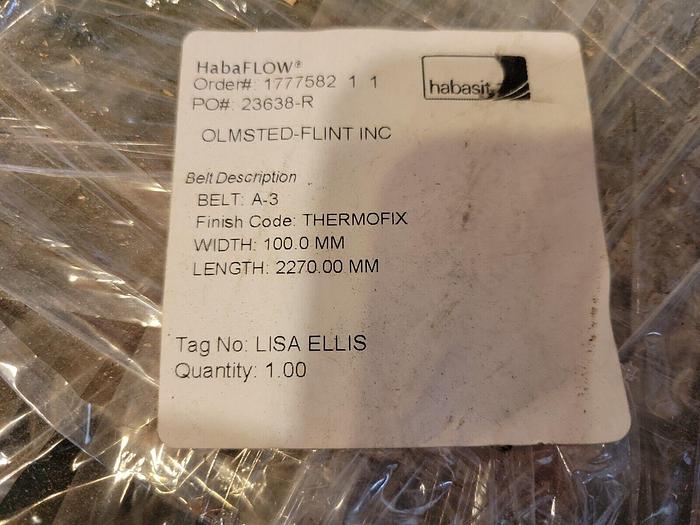 HabaFLOW®
habasit
Order#: 1777582 1 1
PO#: 23638-R
OLMSTED-FLINT INC
Belt Description
BELT: A-3
Finish Code: THERMOFIX
WIDTH: 100.0 MM
LENGTH: 2270.00 MM
Tag No: LISA ELLIS
Quantity: 1.00